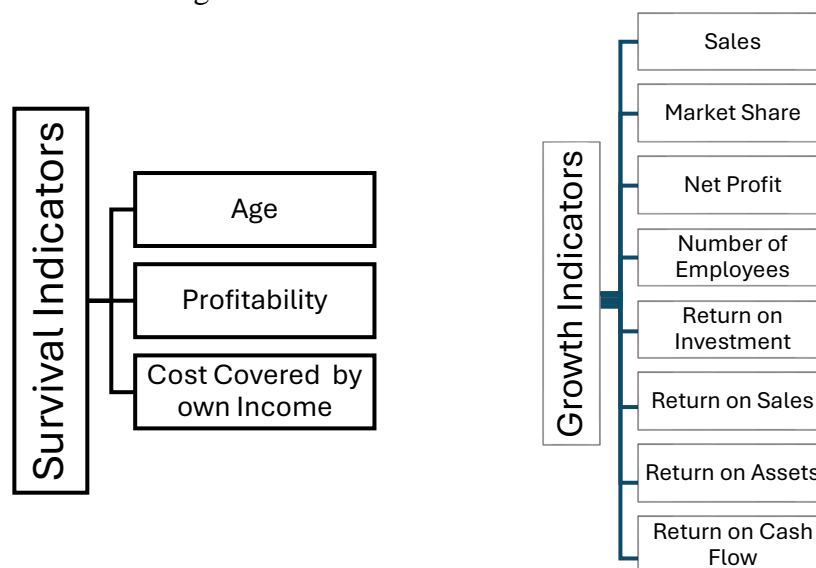 Survival Indicators
Age
Profitability
Cost Covered by
own Income
Growth Indicators
Sales
Market Share
Net Profit
Number of
Employees
Return on
Investment
Return on Sales
Return on Assets
Return on Cash
Flow